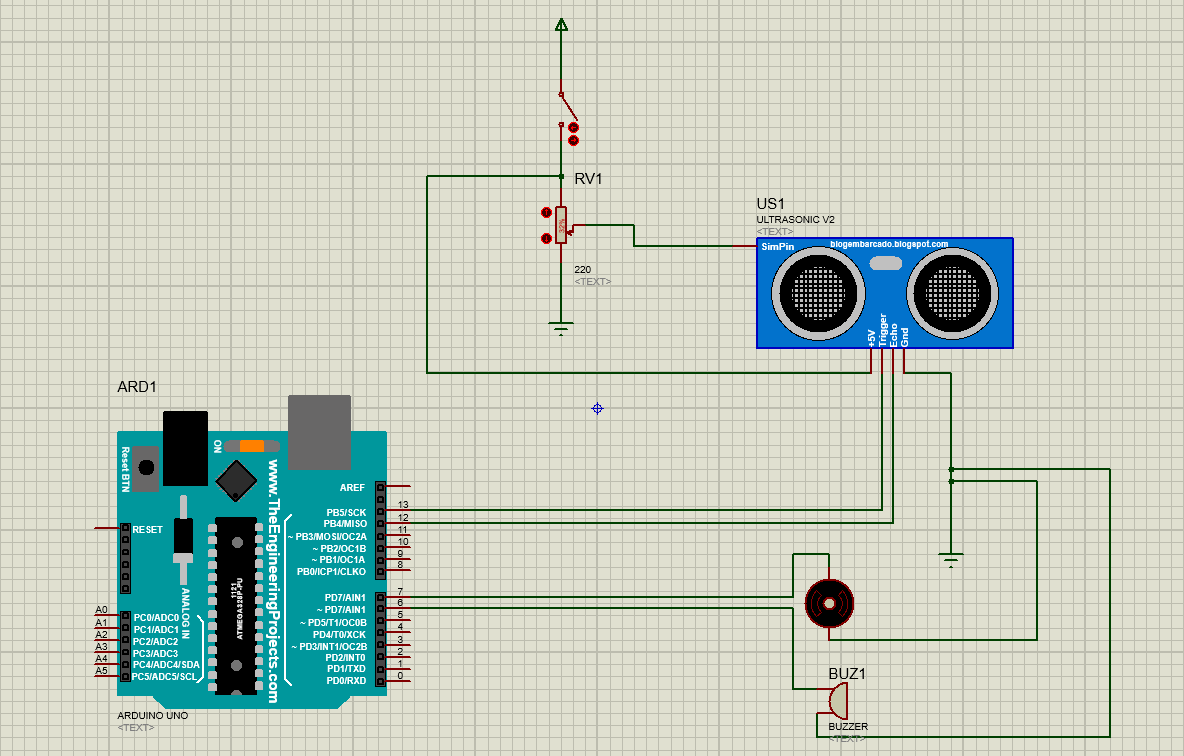 RV1
52%
220
<TEXT>
US1
ULTRASONIC V2
<TEXT>
SimPin
blogembarcado.blogspot.com
+5V
Trigger
Echo
Gnd
ARD1
Reset BTN
ON
www.TheEngineeringProjects.com
RESET
ANALOG IN
1121
ATMEGA328P-PU
AREF
PB5/SCK
13
PB4/MISO
12
~ PB3/MOSI/OC2A
11
~ PB2/OC1B
10
~ PB1/OC1A
9
PB0/ICP1/CLKO
8
PD7/AIN1
7
~ PD7/AIN1
6
~ PD5/T1/OC0B
5
PD4/T0/XCK
4
~ PD3/INT1/OC2B
3
PD2/INT0
2
PD1/TXD
1
PD0/RXD
0
A0
PC0/ADC0
A1
PC1/ADC1
A2
PC2/ADC2
A3
PC3/ADC3
A4
PC4/ADC4/SDA
A5
PC5/ADC5/SCL
ARDUINO UNO
<TEXT>
BUZ1
BUZZER
<TEXT>